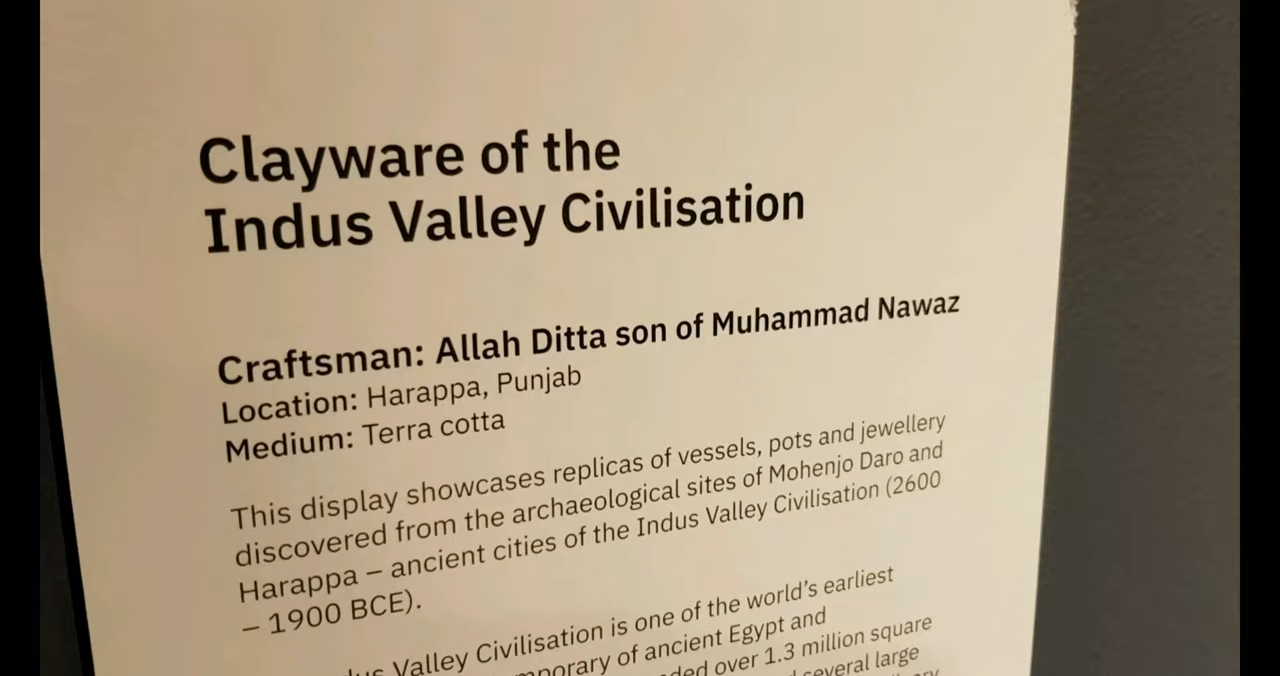 Clayware of the
Indus Valley Civilisation
Craftsman: Allah Ditta son of Muhammad Nawaz
Location: Harappa, Punjab
Medium: Terra cotta
This display showcases replicas of vessels, pots and jewellery
discovered from the archaeological sites of Mohenjo Daro and
Harappa – ancient cities of the Indus Valley Civilisation (2600
– 1900 BCE).
Valley Civilisation is one of the world's earliest
of ancient Egypt and
over 1.3 million square
several large